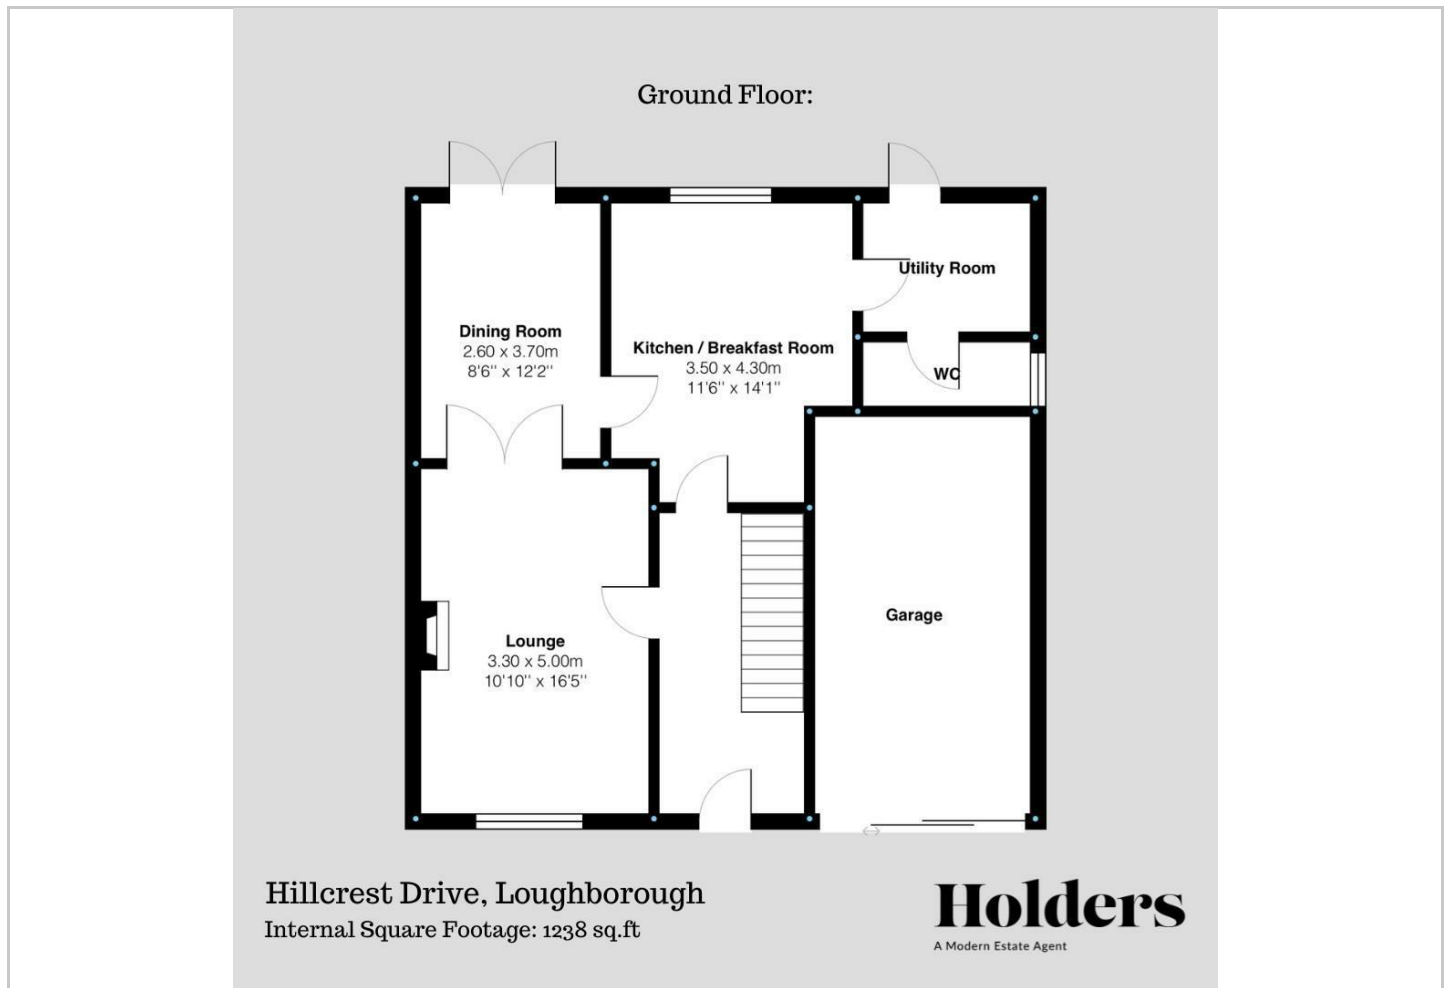 Ground Floor:
Utility Room
Dining Room
2.60 x 3.70m
8'6" x 12'2"
Kitchen / Breakfast Room
3.50 x 4.30m
11'6" x 14'1"
WC
Garage
Lounge
3.30 x 5.00m
10'10" x 16'5"
Hillcrest Drive, Loughborough
Internal Square Footage: 1238 sq.ft
Holders
A Modern Estate Agent